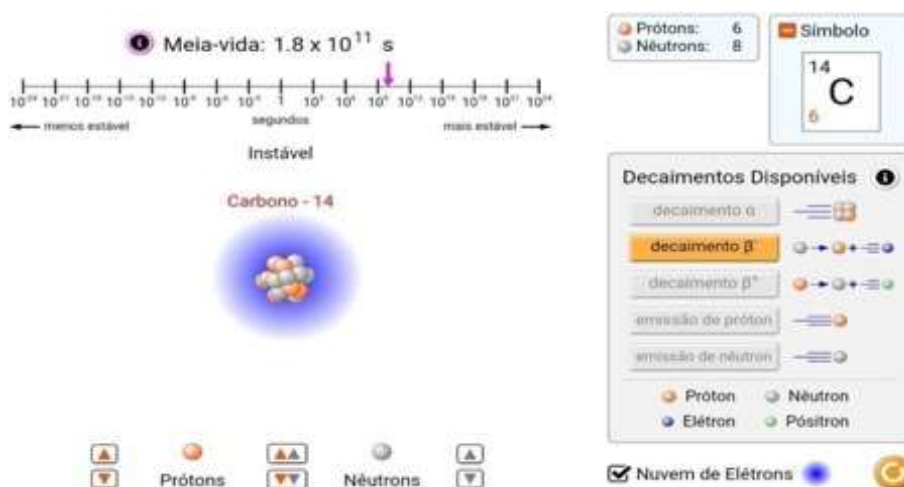 Meia-vida: 1.8 x 10¹¹ s
1
segundos
menos estável
mais estável
Instável
Carbono - 14
Prótons
Nêutrons
Prótons: 6
Nêutrons: 8
Símbolo
14
C
6
Decaimentos Disponíveis
decaimento α
decaimento β⁻
decaimento β⁺
emissão de próton
emissão de nêutron
Próton
Nêutron
Elétron
Pósitron
Nuvem de Elétrons